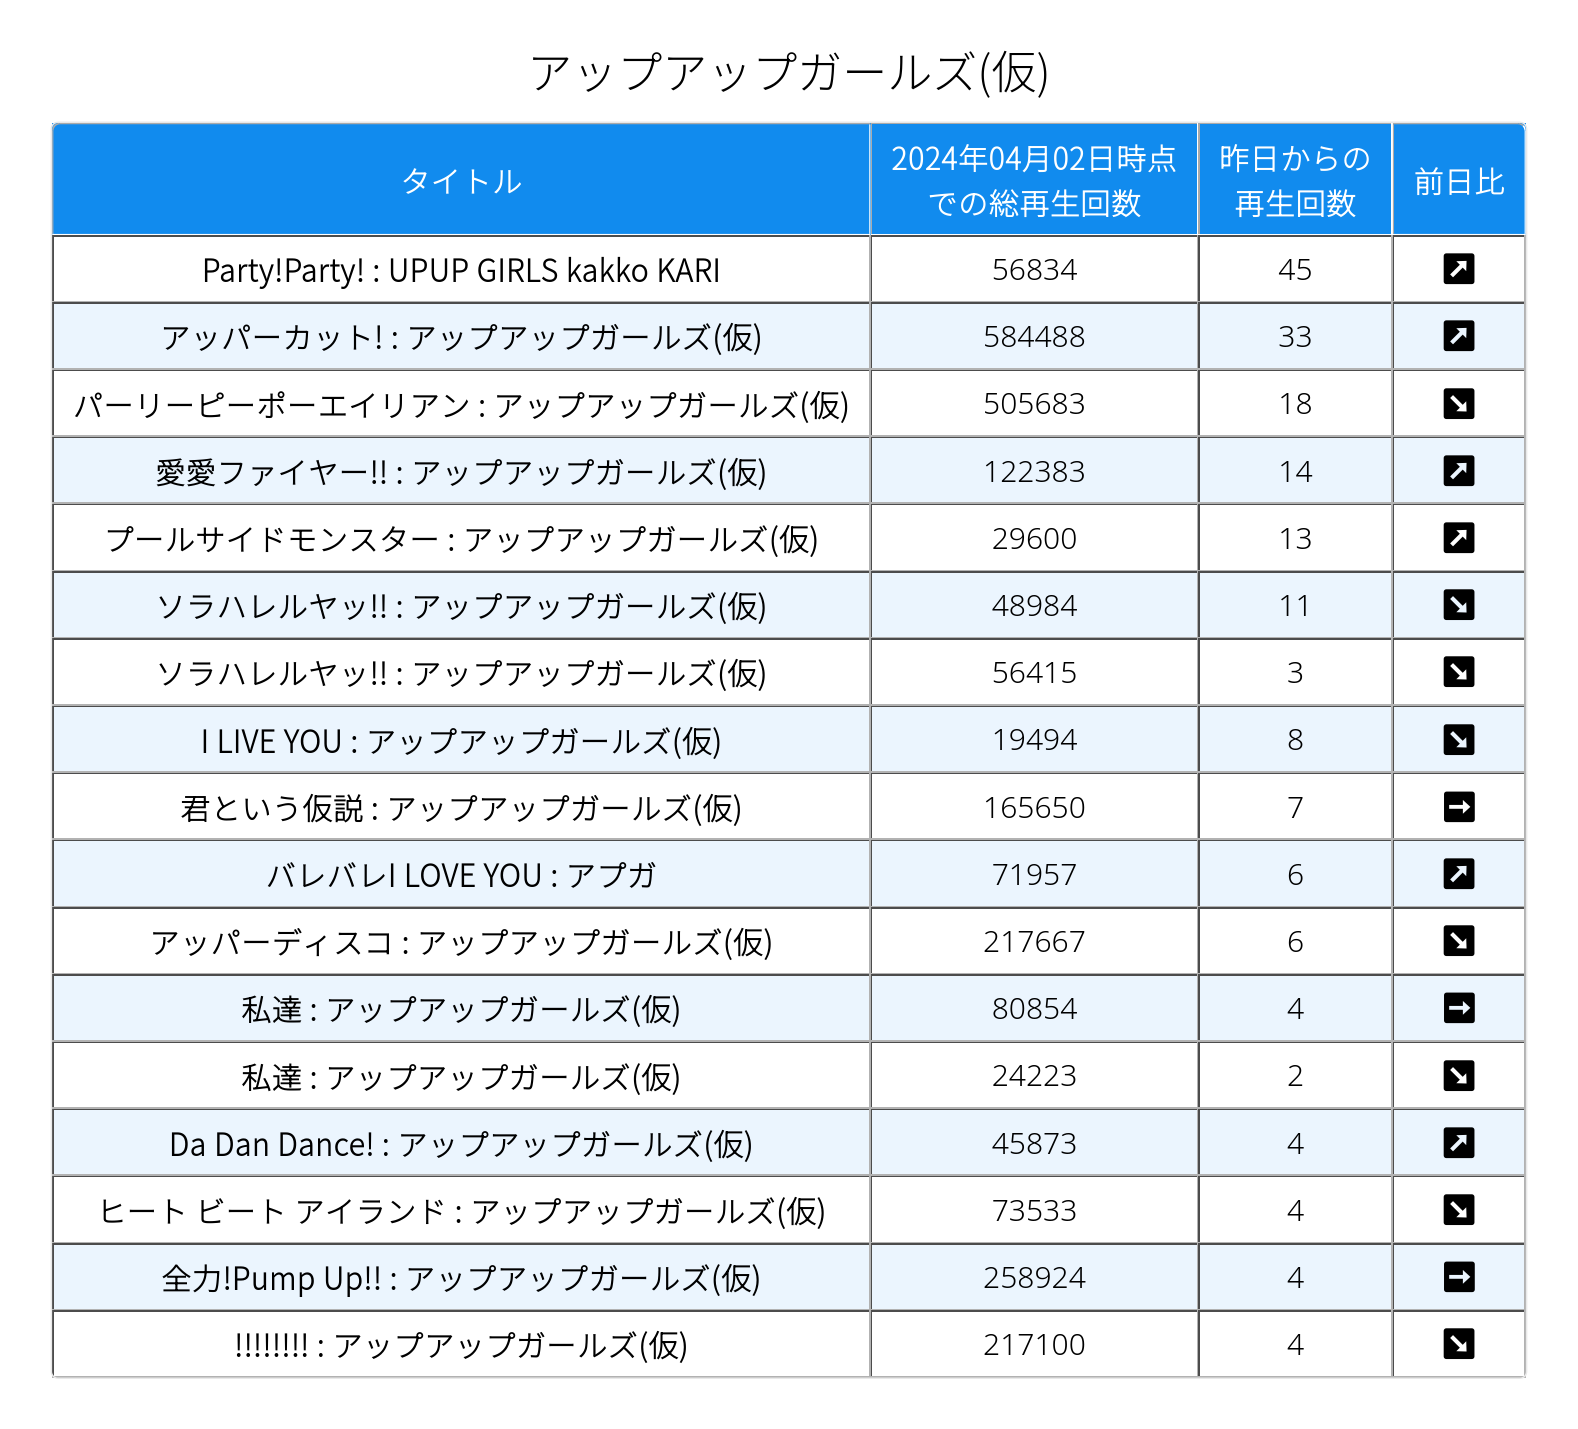 アップアップガールズ(仮)
タイトル 2024年04月02日時点での総再生回数 昨日からの再生回数 前日比
Party!Party! : UPUP GIRLS kakko KARI 56834 45 ↗
アッパーカット! : アップアップガールズ(仮) 584488 33 ↗
パーリーピーポーエイリアン : アップアップガールズ(仮) 505683 18 ↘
愛愛ファイヤー!! : アップアップガールズ(仮) 122383 14 ↗
プールサイドモンスター : アップアップガールズ(仮) 29600 13 ↗
ソラハレルヤッ!! : アップアップガールズ(仮) 48984 11 ↘
ソラハレルヤッ!! : アップアップガールズ(仮) 56415 3 ↘
I LIVE YOU : アップアップガールズ(仮) 19494 8 ↘
君という仮説 : アップアップガールズ(仮) 165650 7 →
バレバレI LOVE YOU : アプガ 71957 6 ↗
アッパーディスコ : アップアップガールズ(仮) 217667 6 ↘
私達 : アップアップガールズ(仮) 80854 4 →
私達 : アップアップガールズ(仮) 24223 2 ↘
Da Dan Dance! : アップアップガールズ(仮) 45873 4 ↗
ヒート ビート アイランド : アップアップガールズ(仮) 73533 4 ↘
全力!Pump Up!! : アップアップガールズ(仮) 258924 4 →
!!!!!!!! : アップアップガールズ(仮) 217100 4 ↘